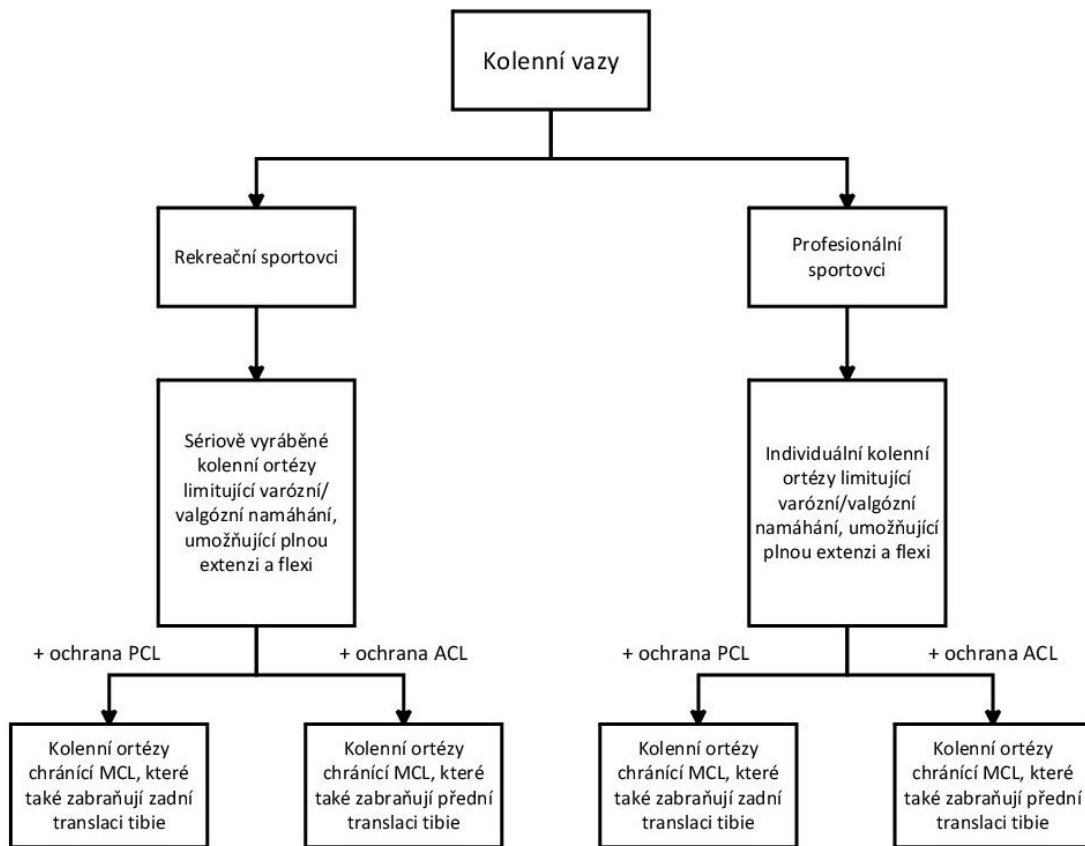 Kolenní vazy
Rekreační sportovci
Profesionální
sportovci
Sériově vyráběné
kolenní ortézy
limitující varózní/
valgózní namáhání,
umožňující plnou
extenzi a flexi
Individuální kolenní
ortézy limitující
varózní/valgózní
namáhání, umožňující
plnou extenzi a flexi
+ ochrana PCL
+ ochrana ACL
+ ochrana PCL
+ ochrana ACL
Kolenní ortézy
chránící MCL, které
také zabraňují zadní
translaci tibie
Kolenní ortézy
chránící MCL, které
také zabraňují přední
translaci tibie
Kolenní ortézy
chránící MCL, které
také zabraňují zadní
translaci tibie
Kolenní ortézy
chránící MCL, které
také zabraňují přední
translaci tibie